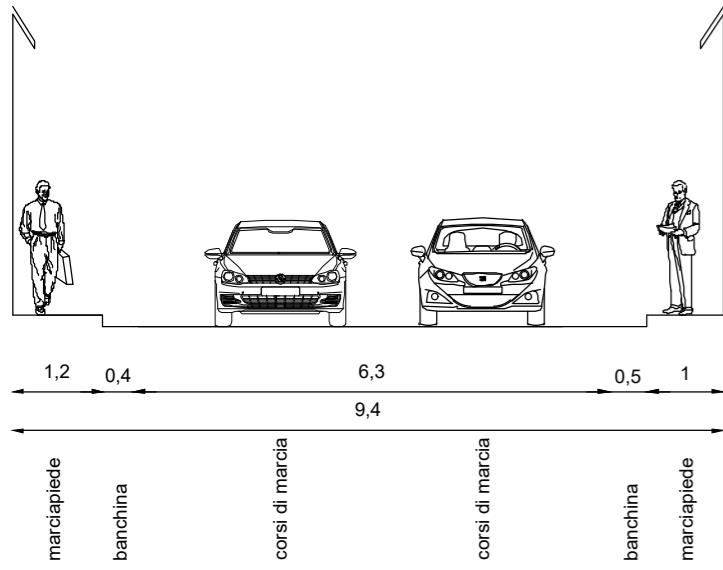 1,2
0,4
6,3
0,5
1
9,4
marciapiede
banchina
corsi di marcia
corsi di marcia
banchina
marciapiede